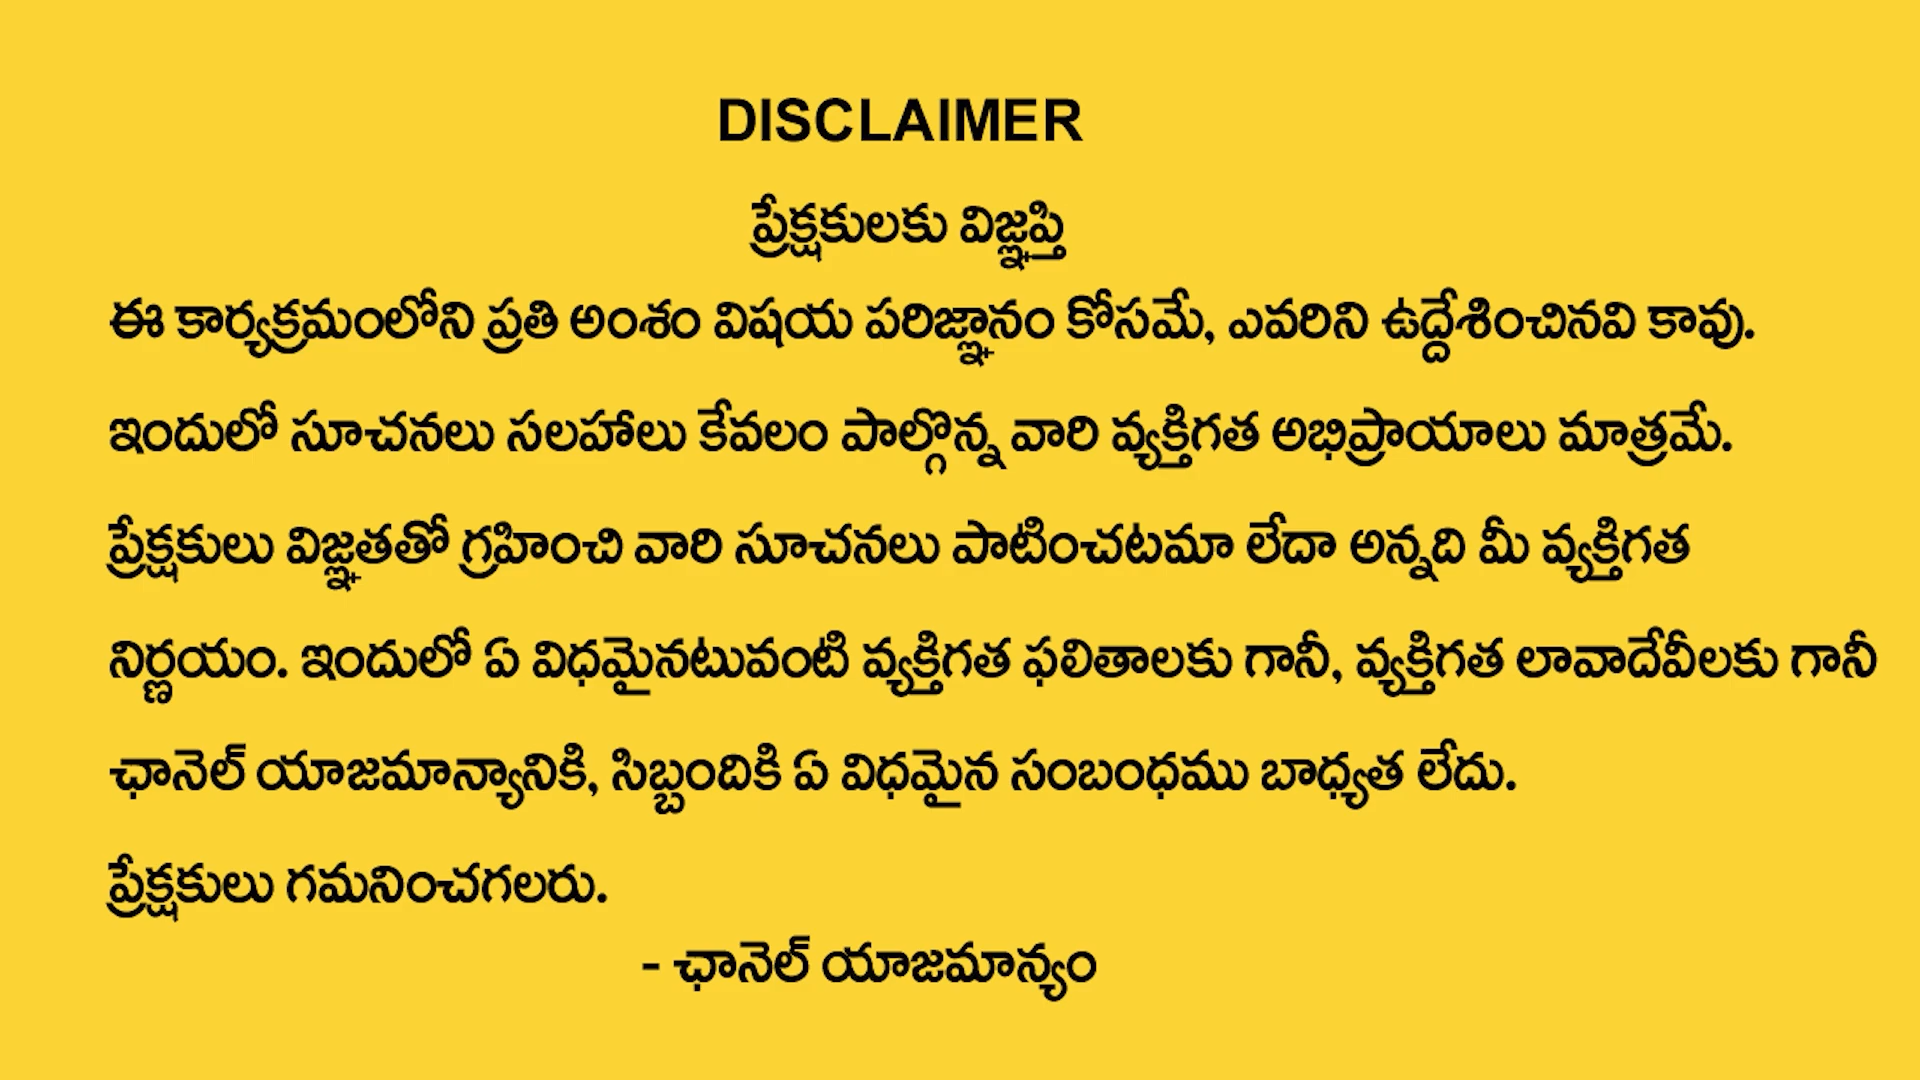 DISCLAIMER
ప్రేక్షకులకు విజ్ఞప్తి
ఈ కార్యక్రమంలోని ప్రతి అంశం విషయ పరిజ్ఞానం కోసమే, ఎవరిని ఉద్దేశించినవి కావు.
ఇందులో సూచనలు సలహాలు కేవలం పాల్గొన్న వారి వ్యక్తిగత అభిప్రాయాలు మాత్రమే.
ప్రేక్షకులు విజ్ఞతతో గ్రహించి వారి సూచనలు పాటించటమా లేదా అన్నది మీ వ్యక్తిగత
నిర్ణయం. ఇందులో ఏ విధమైనటువంటి వ్యక్తిగత ఫలితాలకు గానీ, వ్యక్తిగత లావాదేవీలకు గానీ
ఛానెల్ యాజమాన్యానికి, సిబ్బందికి ఏ విధమైన సంబంధము బాధ్యత లేదు.
ప్రేక్షకులు గమనించగలరు.
- ఛానెల్ యాజమాన్యం